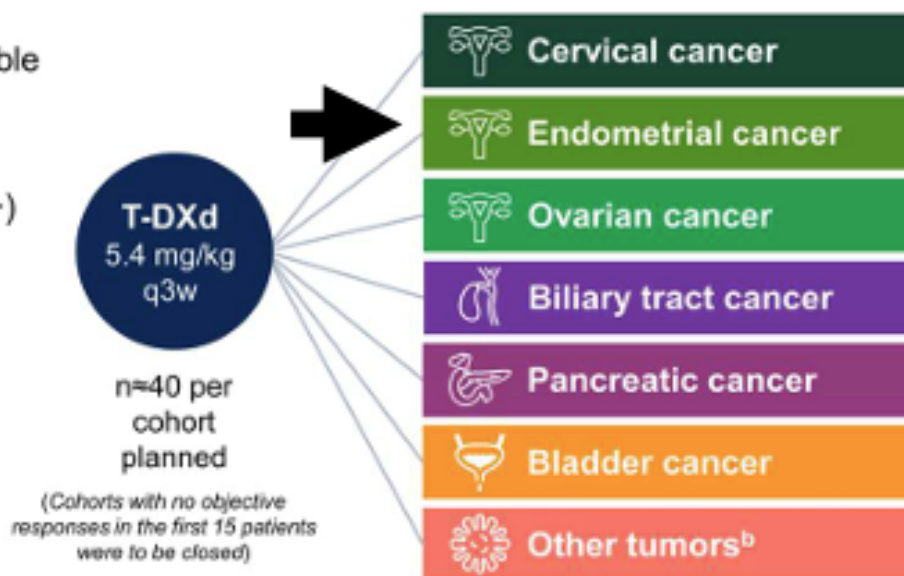 T-DXd
5.4 mg/kg
q3w
n≈40 per
cohort
planned
(Cohorts with no objective
responses in the first 15 patients
were to be closed)
Cervical cancer
Endometrial cancer
Ovarian cancer
Biliary tract cancer
Pancreatic cancer
Bladder cancer
Other tumorsᵇ